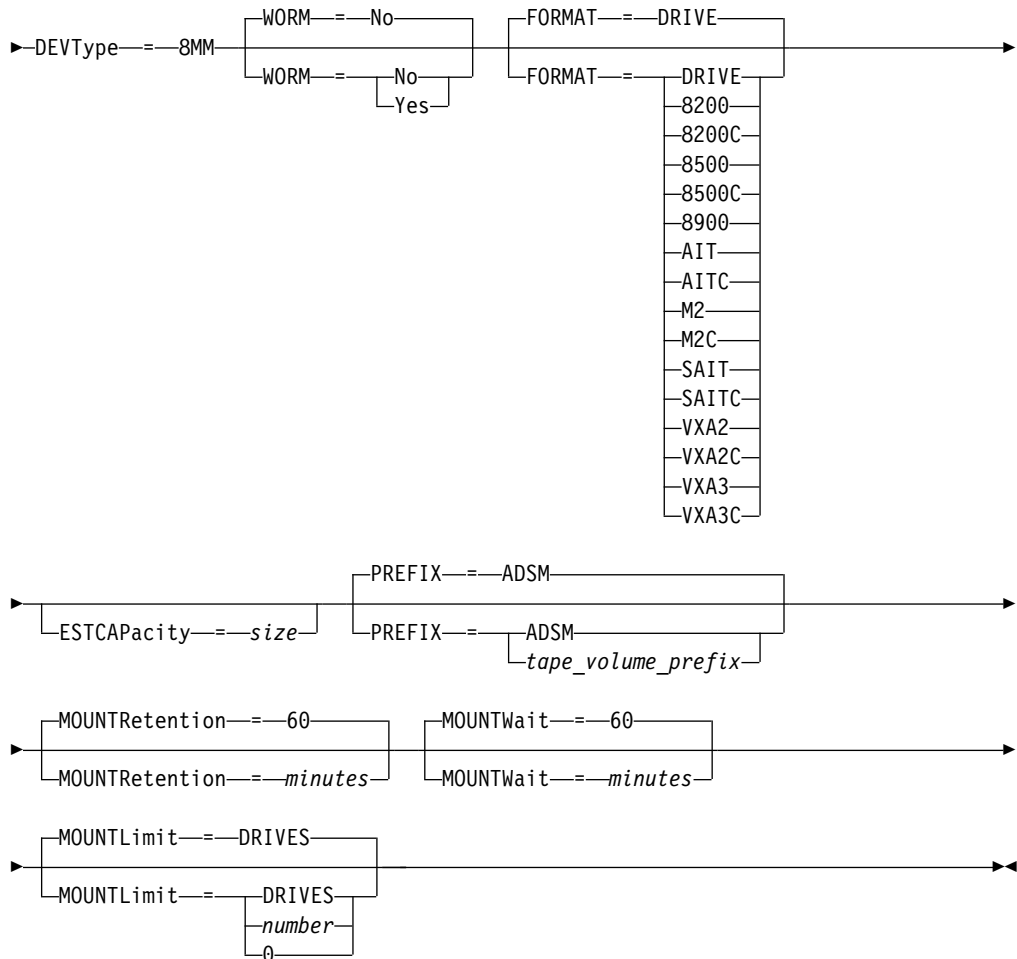 WORM = No FORMAT = DRIVE
DEVType = 8MM
WORM = No FORMAT = DRIVE
Yes 8200
8200C
8500
8500C
8900
AIT
AITC
M2
M2C
SAIT
SAITC
VXA2
VXA2C
VXA3
VXA3C
PREFIX = ADSM
ESTCAPacity = size PREFIX = ADSM
tape_volume_prefix
MOUNTRetention = 60 MOUNTWait = 60
MOUNTRetention = minutes MOUNTWait = minutes
MOUNTLimit = DRIVES
MOUNTLimit = DRIVES
number
0